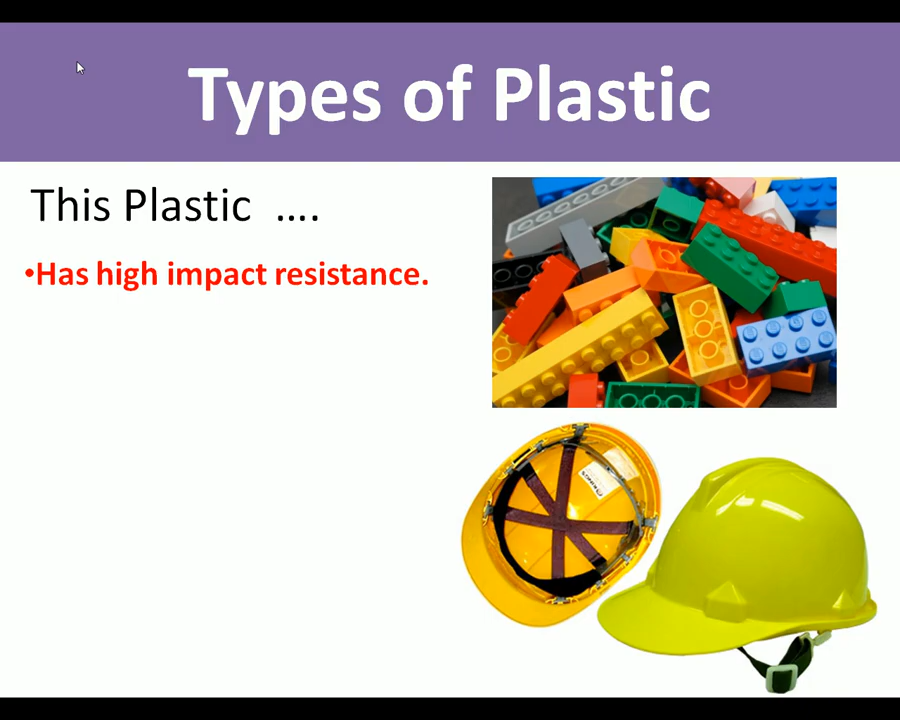 Types of Plastic
This Plastic ....
•Has high impact resistance.